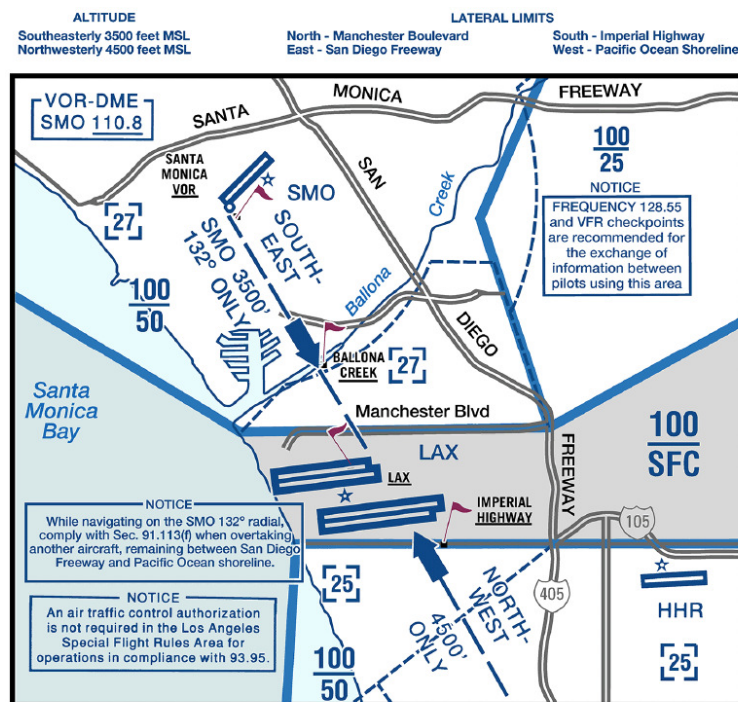 ALTITUDE
Southeasterly 3500 feet MSL
Northwesterly 4500 feet MSL
LATERAL LIMITS
North - Manchester Boulevard
East - San Diego Freeway
South - Imperial Highway
West - Pacific Ocean Shoreline
VOR-DME
SMO 110.8
SANTA
MONICA
FREEWAY
SANTA
MONICA
VOR
SMO
SAN
DIEGO
FREEWAY
Creek
Ballona
100
25
NOTICE
FREQUENCY 128.55
and VFR checkpoints
are recommended for
the exchange of
information between
pilots using this area
27
100
50
SOUTH-
EAST
SMO 3500'
132° ONLY
BALLONA
CREEK
27
Santa
Monica
Bay
Manchester Blvd
LAX
LAX
100
SFC
IMPERIAL
HIGHWAY
NOTICE
While navigating on the SMO 132° radial,
comply with Sec. 91.113(f) when overtaking
another aircraft, remaining between San Diego
Freeway and Pacific Ocean shoreline.
NOTICE
An air traffic control authorization
is not required in the Los Angeles
Special Flight Rules Area for
operations in compliance with 93.95.
25
100
50
NORTH-
WEST
4500'
ONLY
105
405
HHR
25